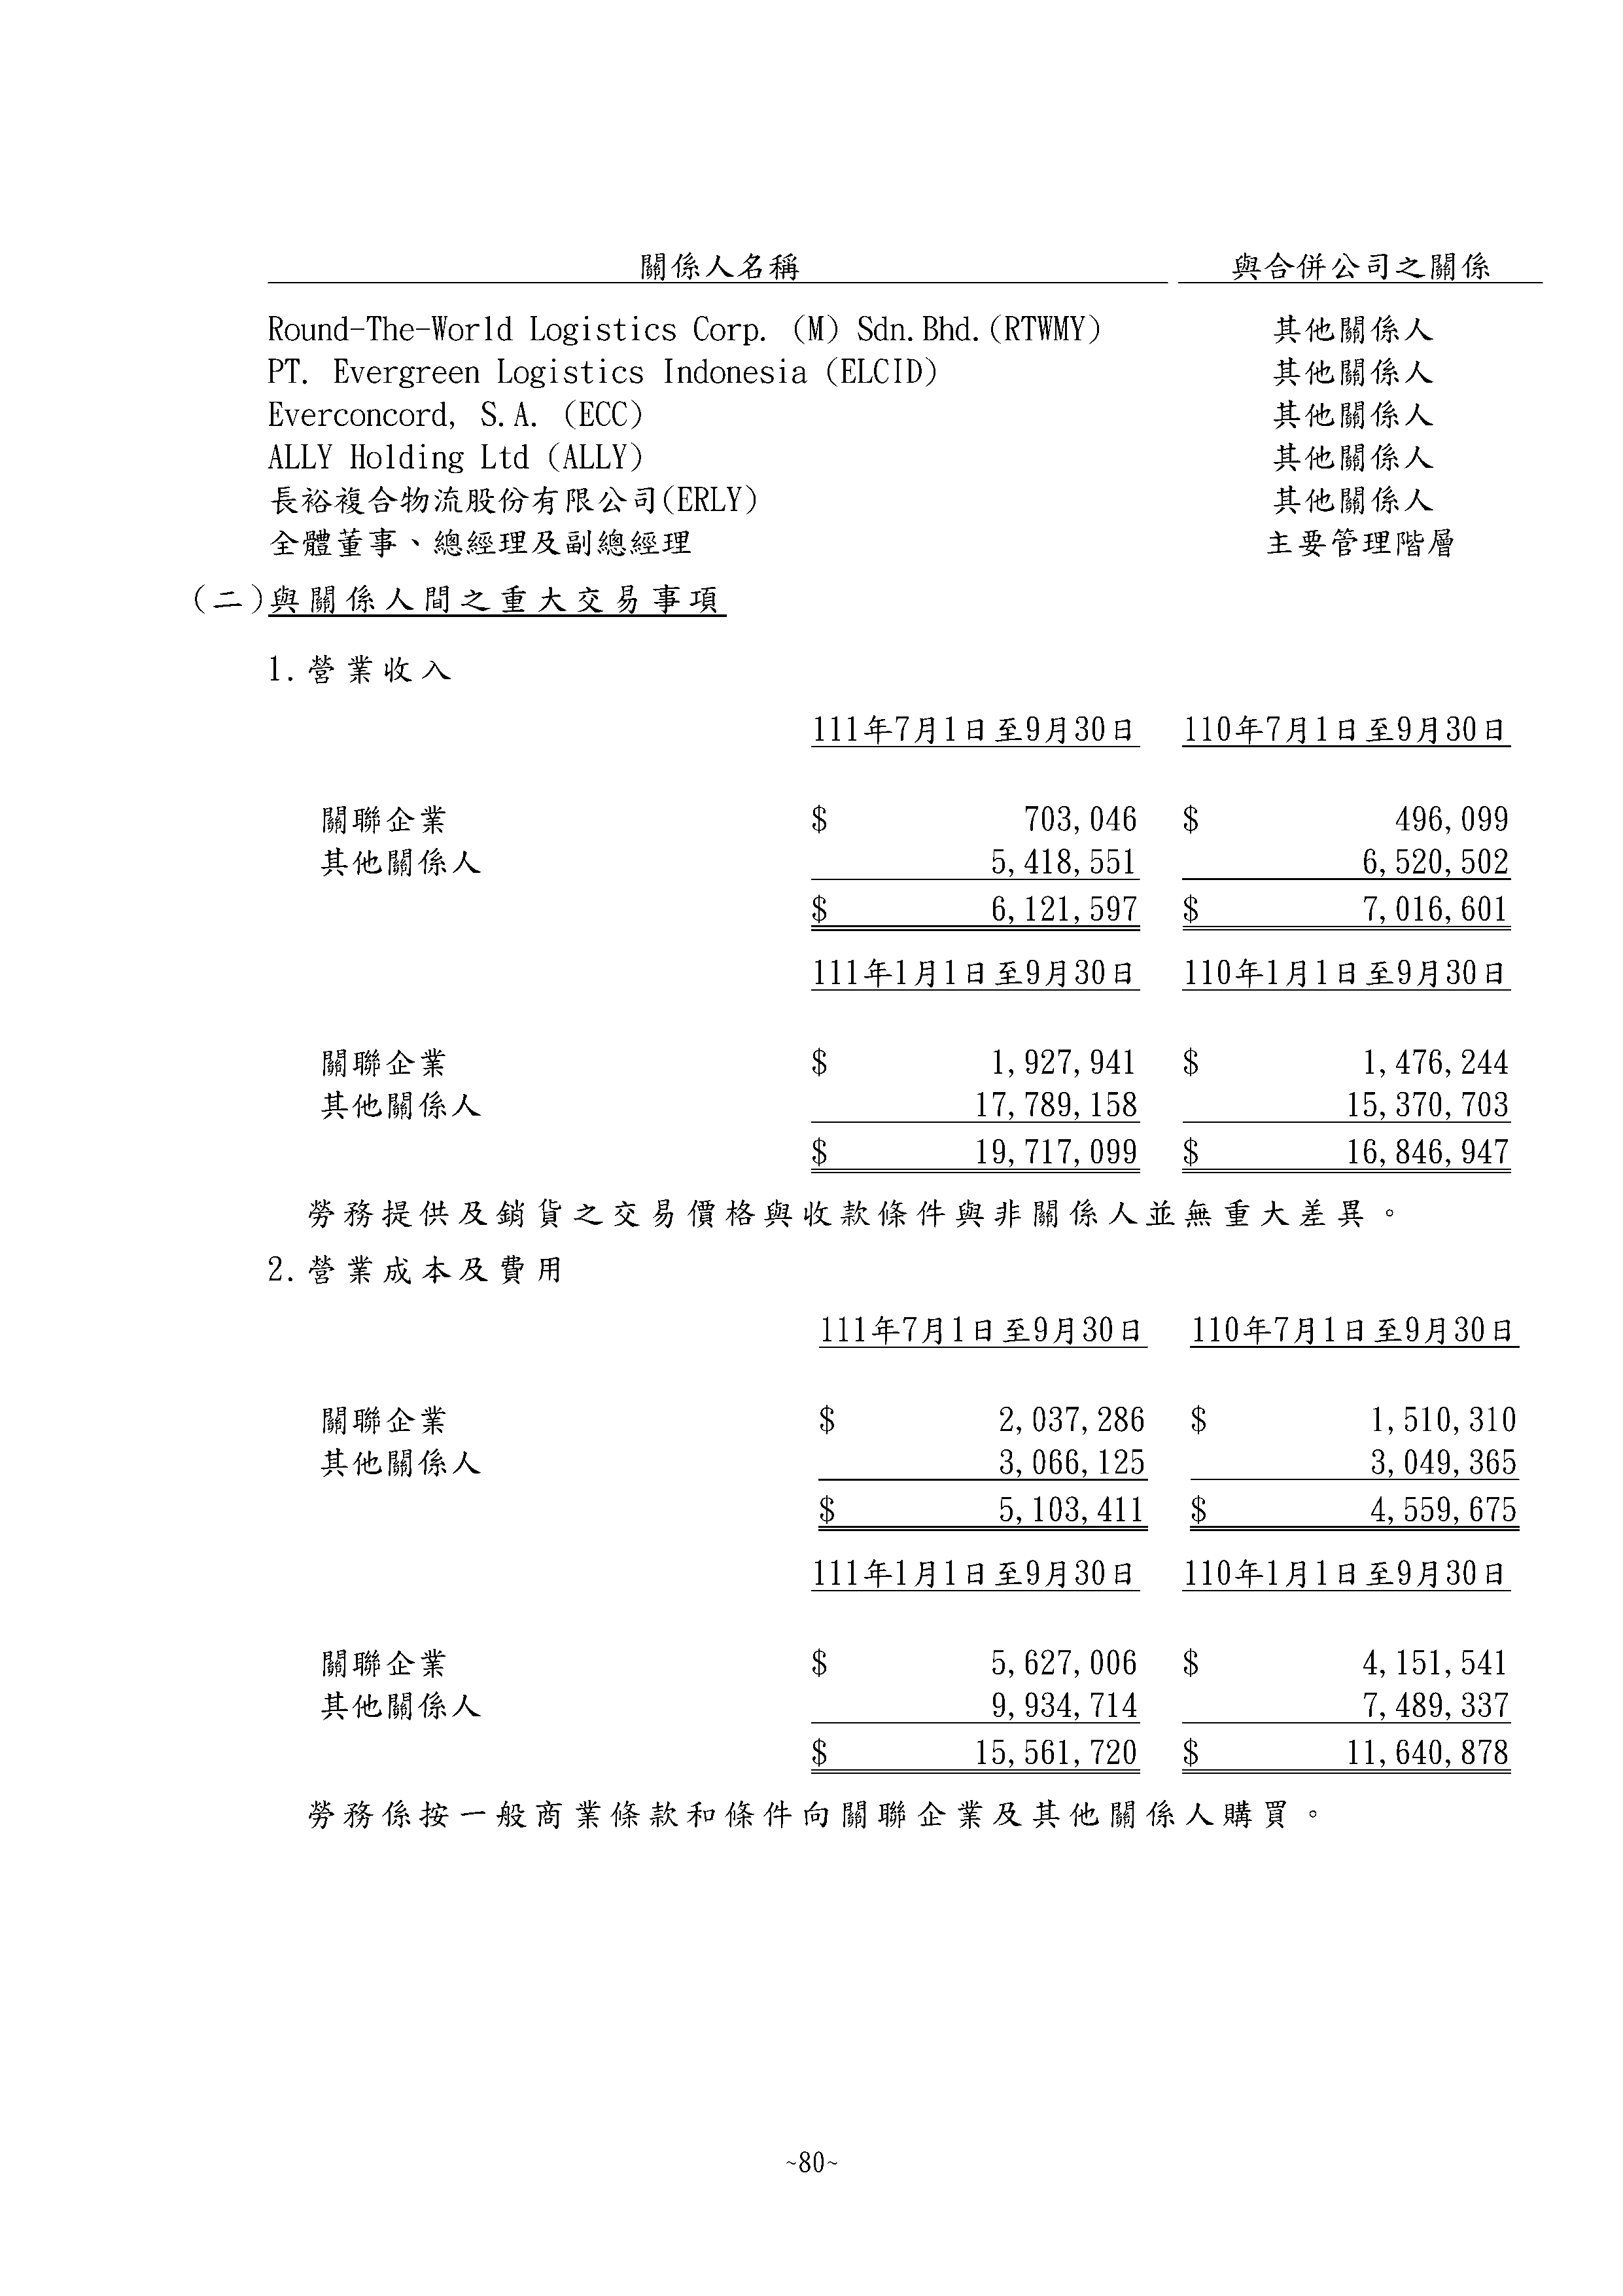 關係人名稱 與合併公司之關係
Round-The-World Logistics Corp. (M) Sdn.Bhd.(RTWMY) 其他關係人
PT. Evergreen Logistics Indonesia (ELCID) 其他關係人
Everconcord, S.A. (ECC) 其他關係人
ALLY Holding Ltd (ALLY) 其他關係人
長裕複合物流股份有限公司(ERLY) 其他關係人
全體董事、總經理及副總經理 主要管理階層
(二)與關係人間之重大交易事項
1.營業收入
111年7月1日至9月30日 110年7月1日至9月30日
關聯企業 $ 703,046 $ 496,099
其他關係人 5,418,551 6,520,502
$ 6,121,597 $ 7,016,601
111年1月1日至9月30日 110年1月1日至9月30日
關聯企業 $ 1,927,941 $ 1,476,244
其他關係人 17,789,158 15,370,703
$ 19,717,099 $ 16,846,947
勞務提供及銷貨之交易價格與收款條件與非關係人並無重大差異。
2.營業成本及費用
111年7月1日至9月30日 110年7月1日至9月30日
關聯企業 $ 2,037,286 $ 1,510,310
其他關係人 3,066,125 3,049,365
$ 5,103,411 $ 4,559,675
111年1月1日至9月30日 110年1月1日至9月30日
關聯企業 $ 5,627,006 $ 4,151,541
其他關係人 9,934,714 7,489,337
$ 15,561,720 $ 11,640,878
勞務係按一般商業條款和條件向關聯企業及其他關係人購買。
~80~